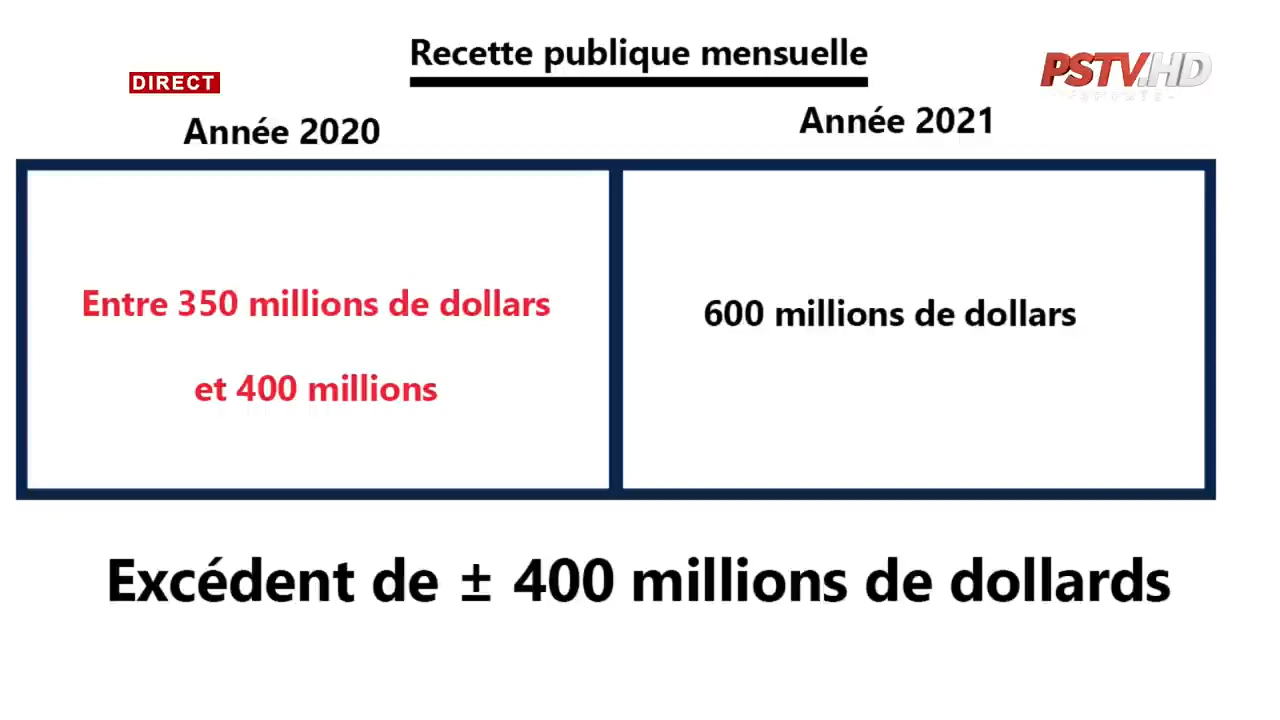 Recette publique mensuelle
DIRECT
PSTV.HD
Année 2020
Année 2021
Entre 350 millions de dollars
et 400 millions
600 millions de dollars
Excédent de ± 400 millions de dollards